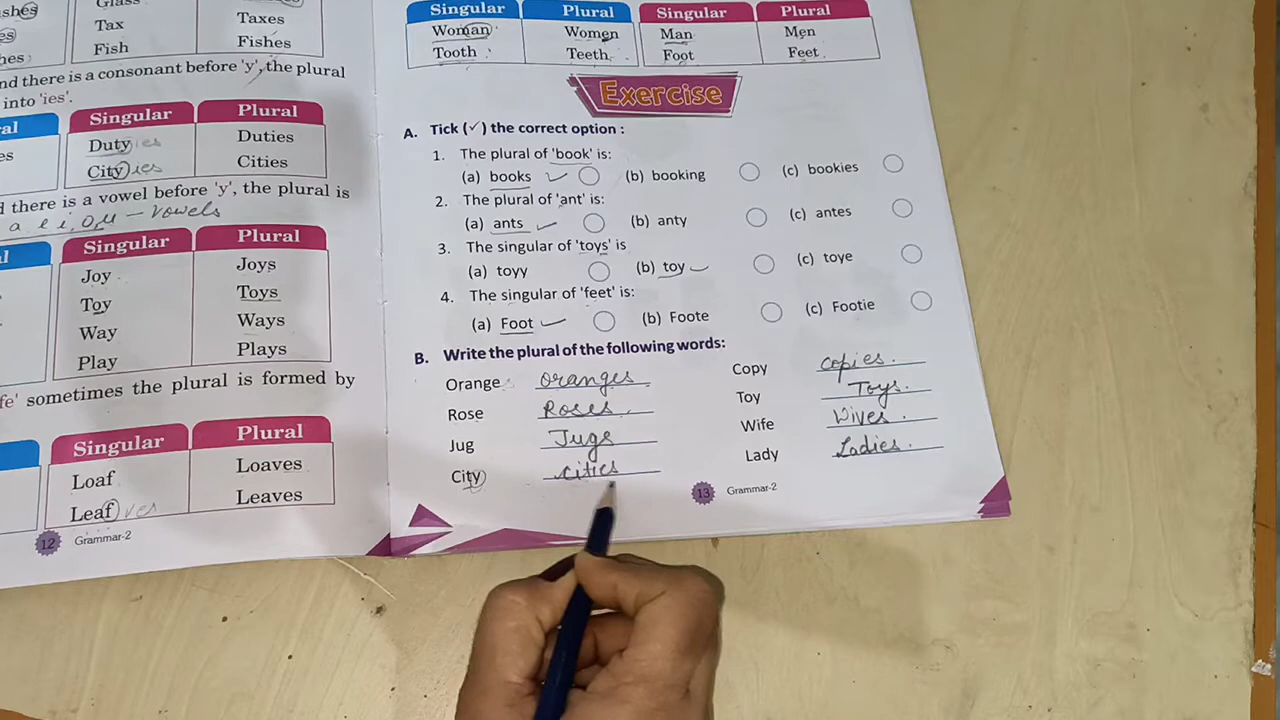 shes
es
hes
Glass
Tax Taxes
Fish Fishes
nd there is a consonant before 'y', the plural
into 'ies'.
al Singular Plural
es Duty ies Duties
City ies Cities
d there is a vowel before 'y', the plural is
a e i, o, u – Vowels
l Singular Plural
Joy Joys
Toy Toys
Way Ways
Play Plays
fe' sometimes the plural is formed by
Singular Plural
Loaf Loaves
Leaf ves Leaves
12 Grammar-2
Singular Plural Singular Plural
Woman Women Man Men
Tooth Teeth Foot Feet
Exercise
A. Tick (✓) the correct option :
1. The plural of 'book' is:
(a) books ✓ (b) booking (c) bookies
2. The plural of 'ant' is:
(a) ants ✓ (b) anty (c) antes
3. The singular of 'toys' is
(a) toyy (b) toy ✓ (c) toye
4. The singular of 'feet' is:
(a) Foot ✓ (b) Foote (c) Footie
B. Write the plural of the following words:
Orange Oranges Copy Copies.
Rose Roses. Toy Toys.
Jug Jugs Wife Wives.
City Cities Lady Ladies.
13 Grammar-2